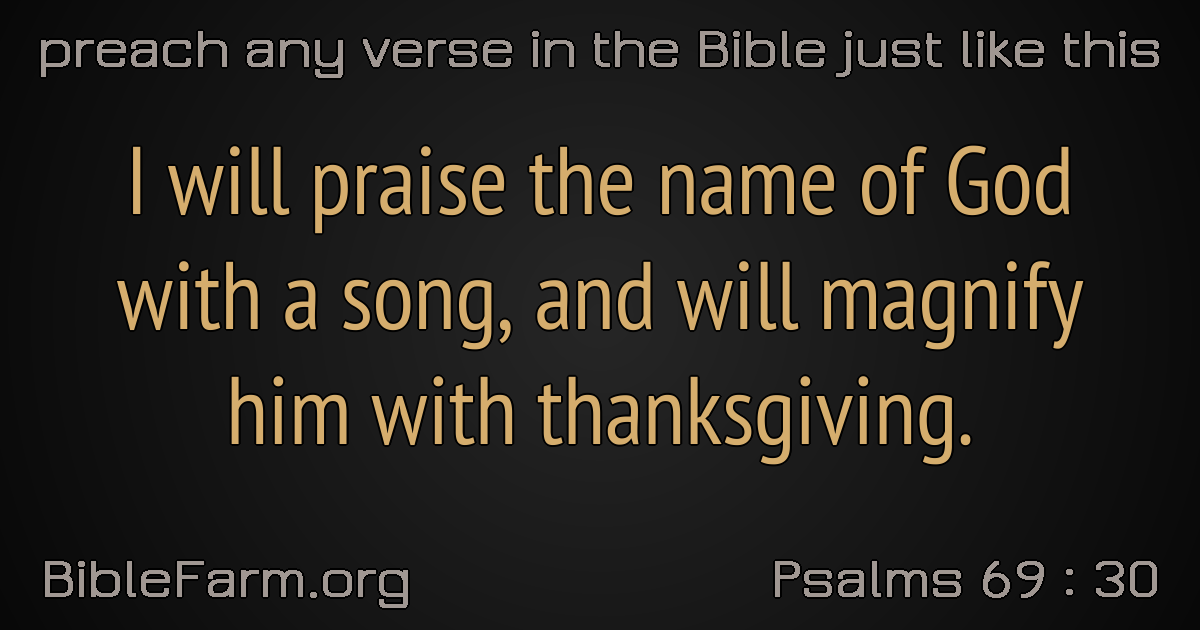 preach any verse in the Bible just like this
I will praise the name of God
with a song, and will magnify
him with thanksgiving.
BibleFarm.org
Psalms 69 : 30